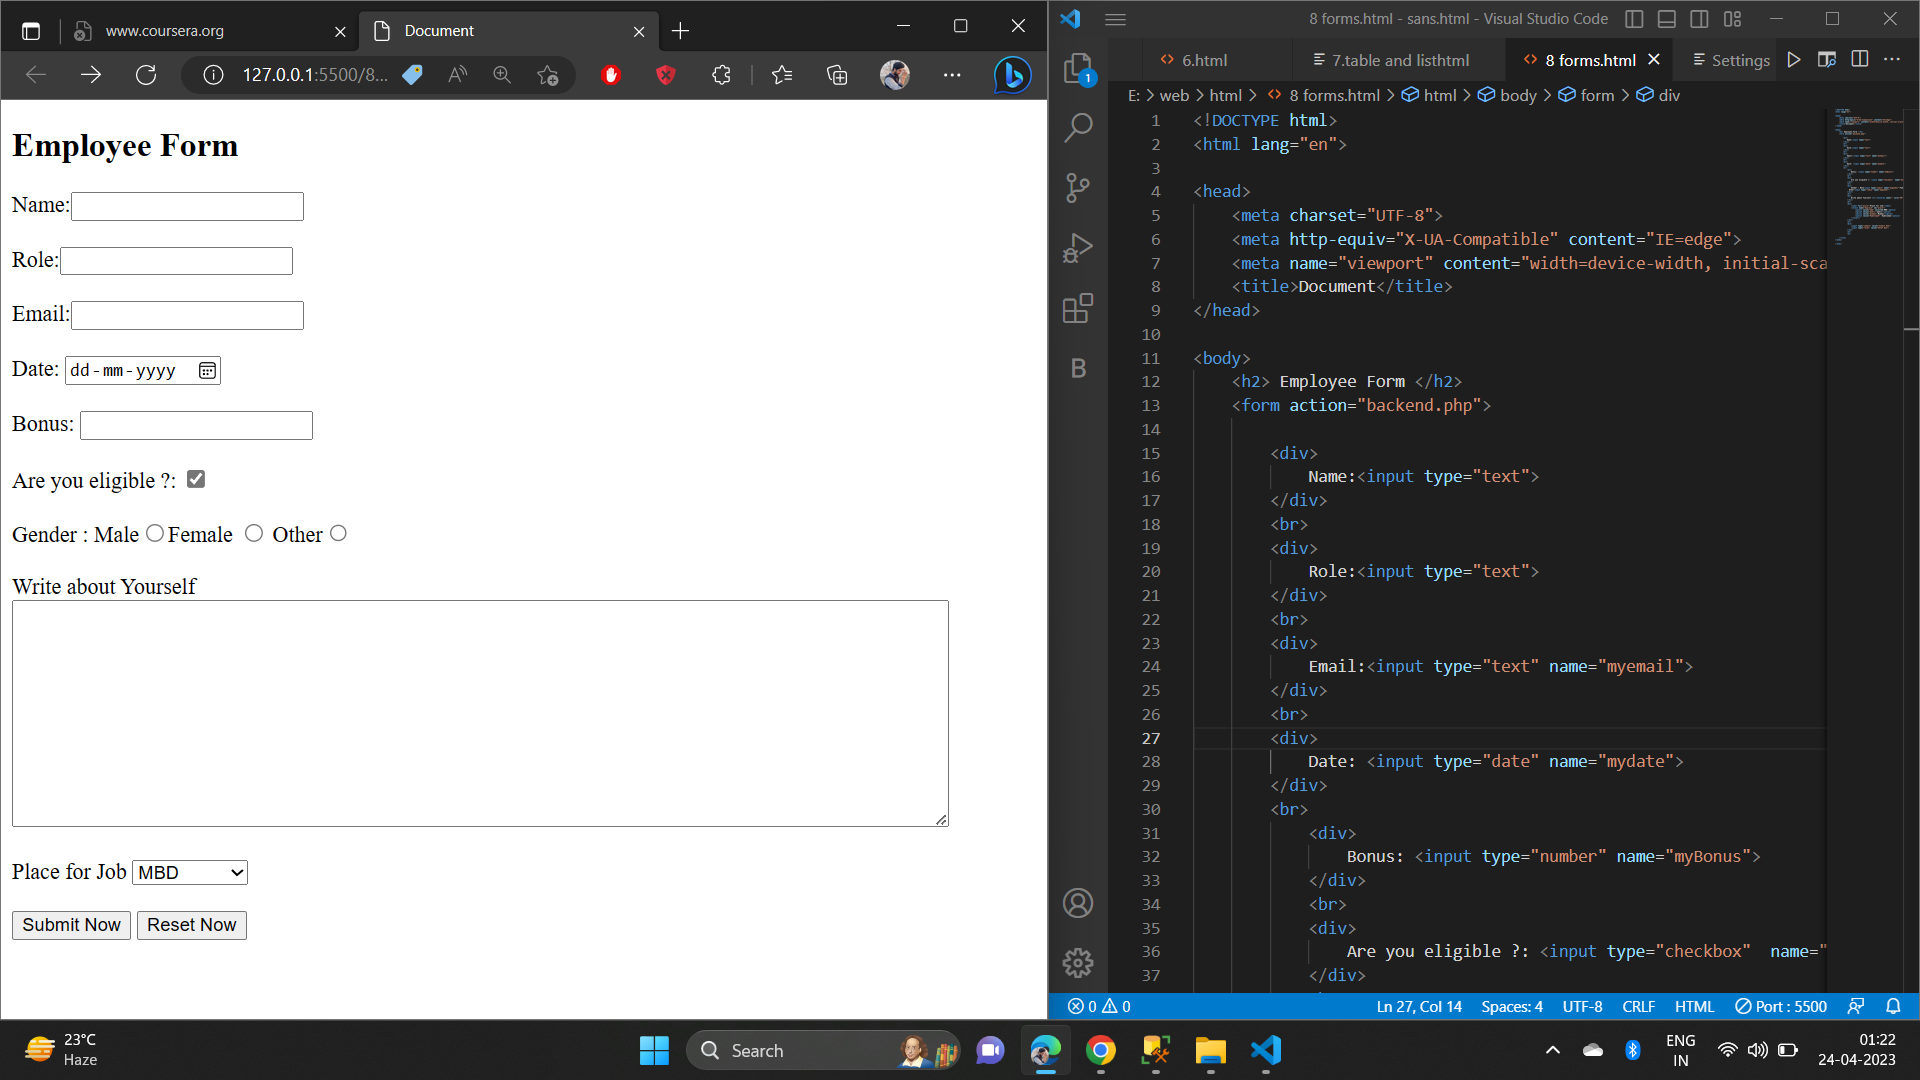 www.coursera.org
Document
127.0.0.1:5500/8...
Employee Form
Name:
Role:
Email:
Date: dd-mm-yyyy
Bonus:
Are you eligible ?:
Gender : Male Female Other
Write about Yourself
Place for Job MBD
Submit Now Reset Now
8 forms.html - sans.html - Visual Studio Code
6.html
7.table and listhtml
8 forms.html
Settings
E: > web > html > 8 forms.html > html > body > form > div
1 <!DOCTYPE html>
2 <html lang="en">
3
4 <head>
5 <meta charset="UTF-8">
6 <meta http-equiv="X-UA-Compatible" content="IE=edge">
7 <meta name="viewport" content="width=device-width, initial-sca
8 <title>Document</title>
9 </head>
10
11 <body>
12 <h2> Employee Form </h2>
13 <form action="backend.php">
14
15 <div>
16 Name:<input type="text">
17 </div>
18 <br>
19 <div>
20 Role:<input type="text">
21 </div>
22 <br>
23 <div>
24 Email:<input type="text" name="myemail">
25 </div>
26 <br>
27 <div>
28 Date: <input type="date" name="mydate">
29 </div>
30 <br>
31 <div>
32 Bonus: <input type="number" name="myBonus">
33 </div>
34 <br>
35 <div>
36 Are you eligible ?: <input type="checkbox" name="
37 </div>
1
B
0 0
Ln 27, Col 14
Spaces: 4
UTF-8
CRLF
HTML
Port : 5500
23°C
Haze
Search
ENG
IN
01:22
24-04-2023